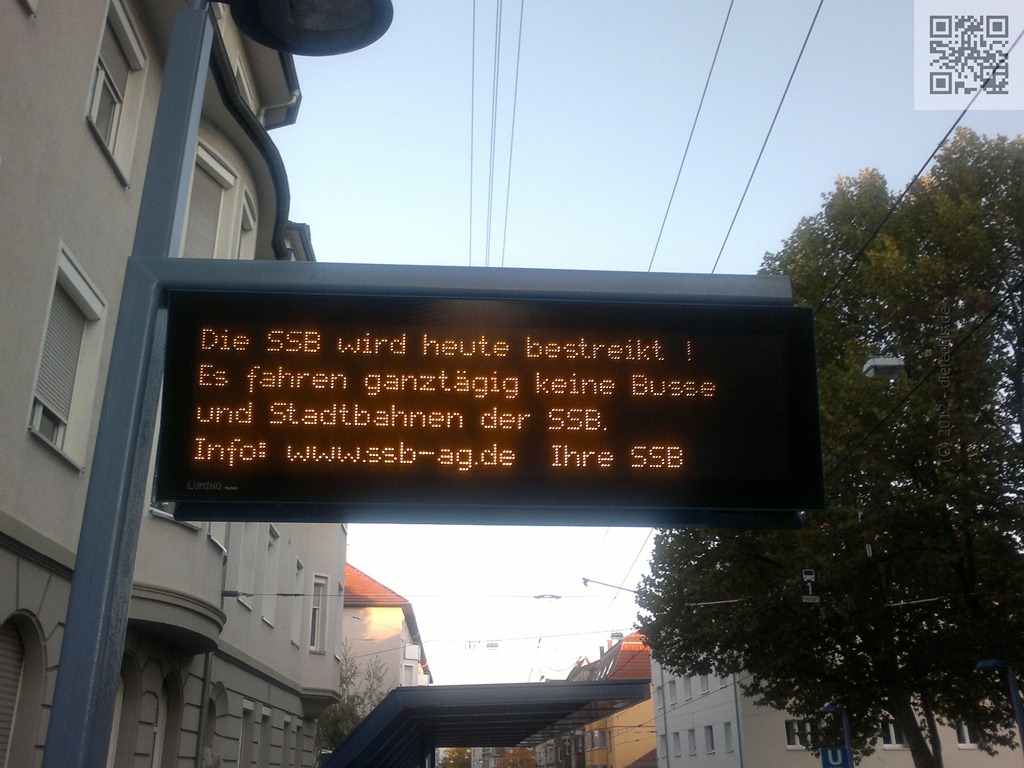 Die SSB wird heute bestreikt !
Es fahren ganztägig keine Busse
und Stadtbahnen der SSB.
Info: www.ssb-ag.de Ihre SSB
LUMINO
U